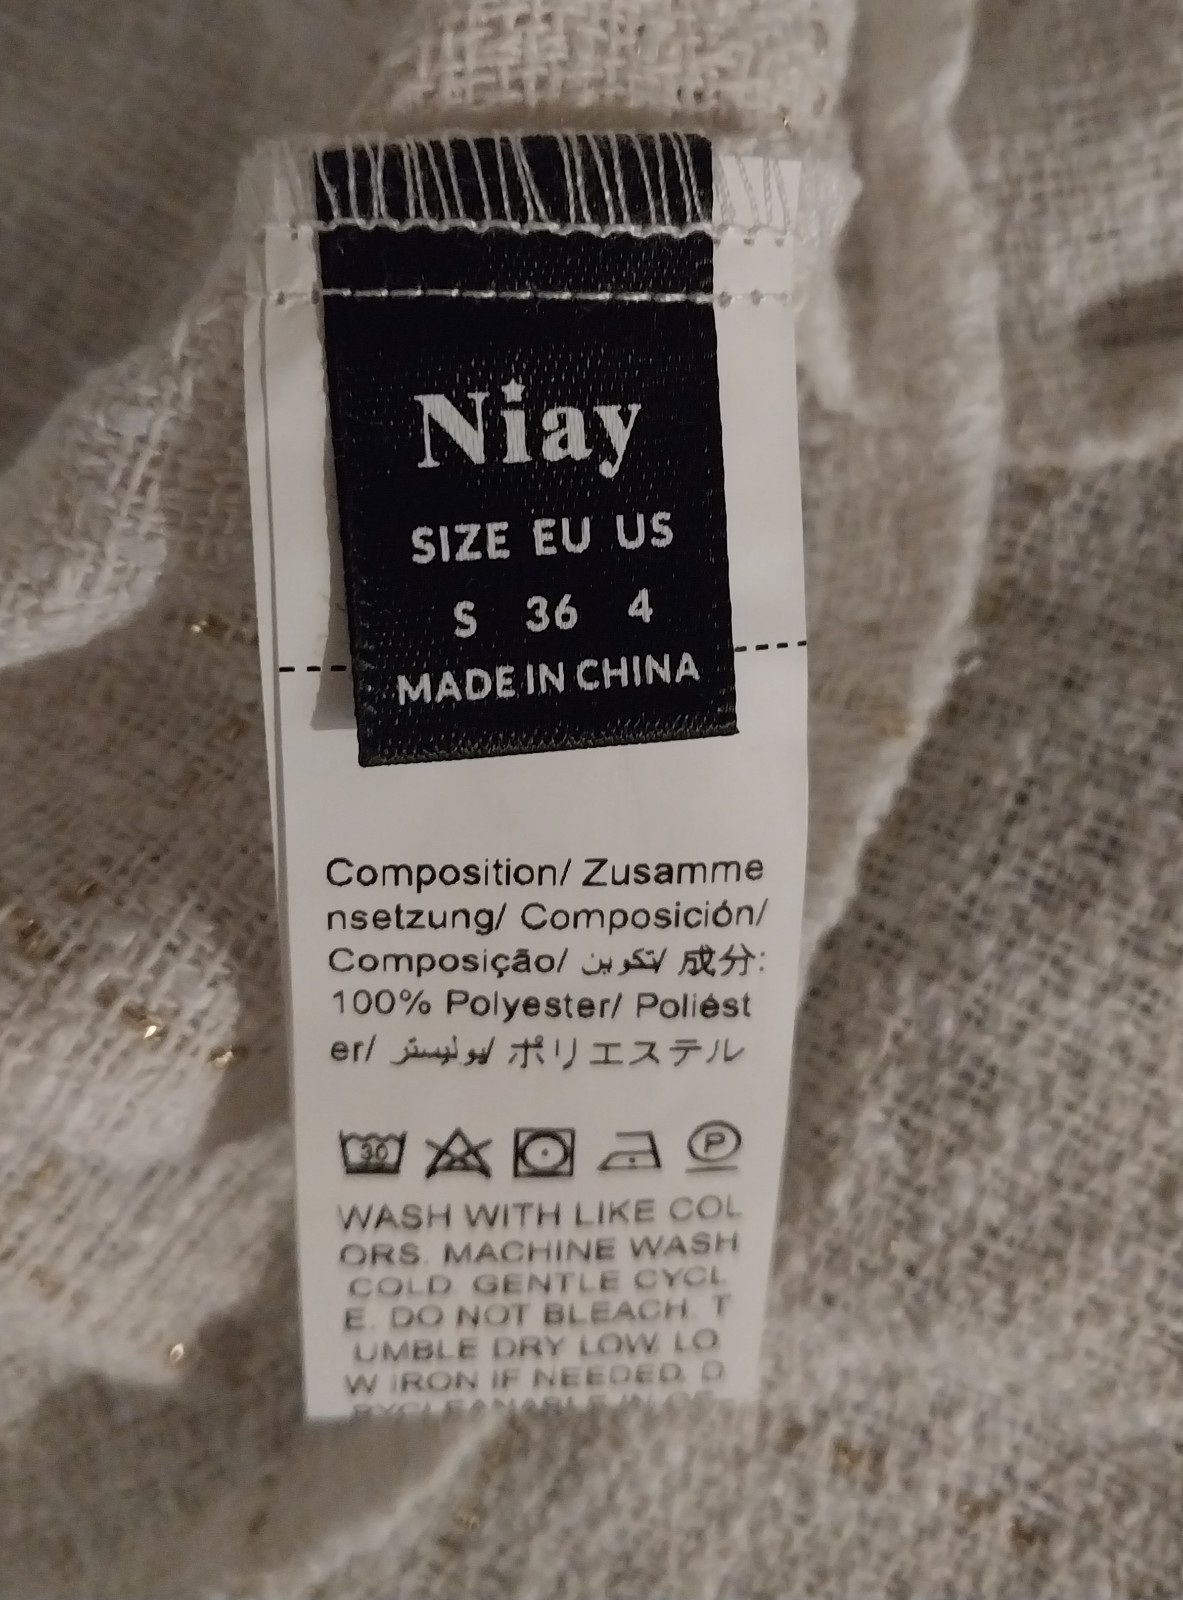 Niay
SIZE EU US
S 36 4
MADE IN CHINA
Composition/ Zusamme
nsetzung/ Composición/
Composição/ تكوين/ 成分:
100% Polyester/ Poliést
er/ بوليستر/ ポリエステル
30
P
WASH WITH LIKE COL
ORS. MACHINE WASH
COLD. GENTLE CYCL
E. DO NOT BLEACH. T
UMBLE DRY LOW. LO
W IRON IF NEEDED. D
RYCLEANABLE